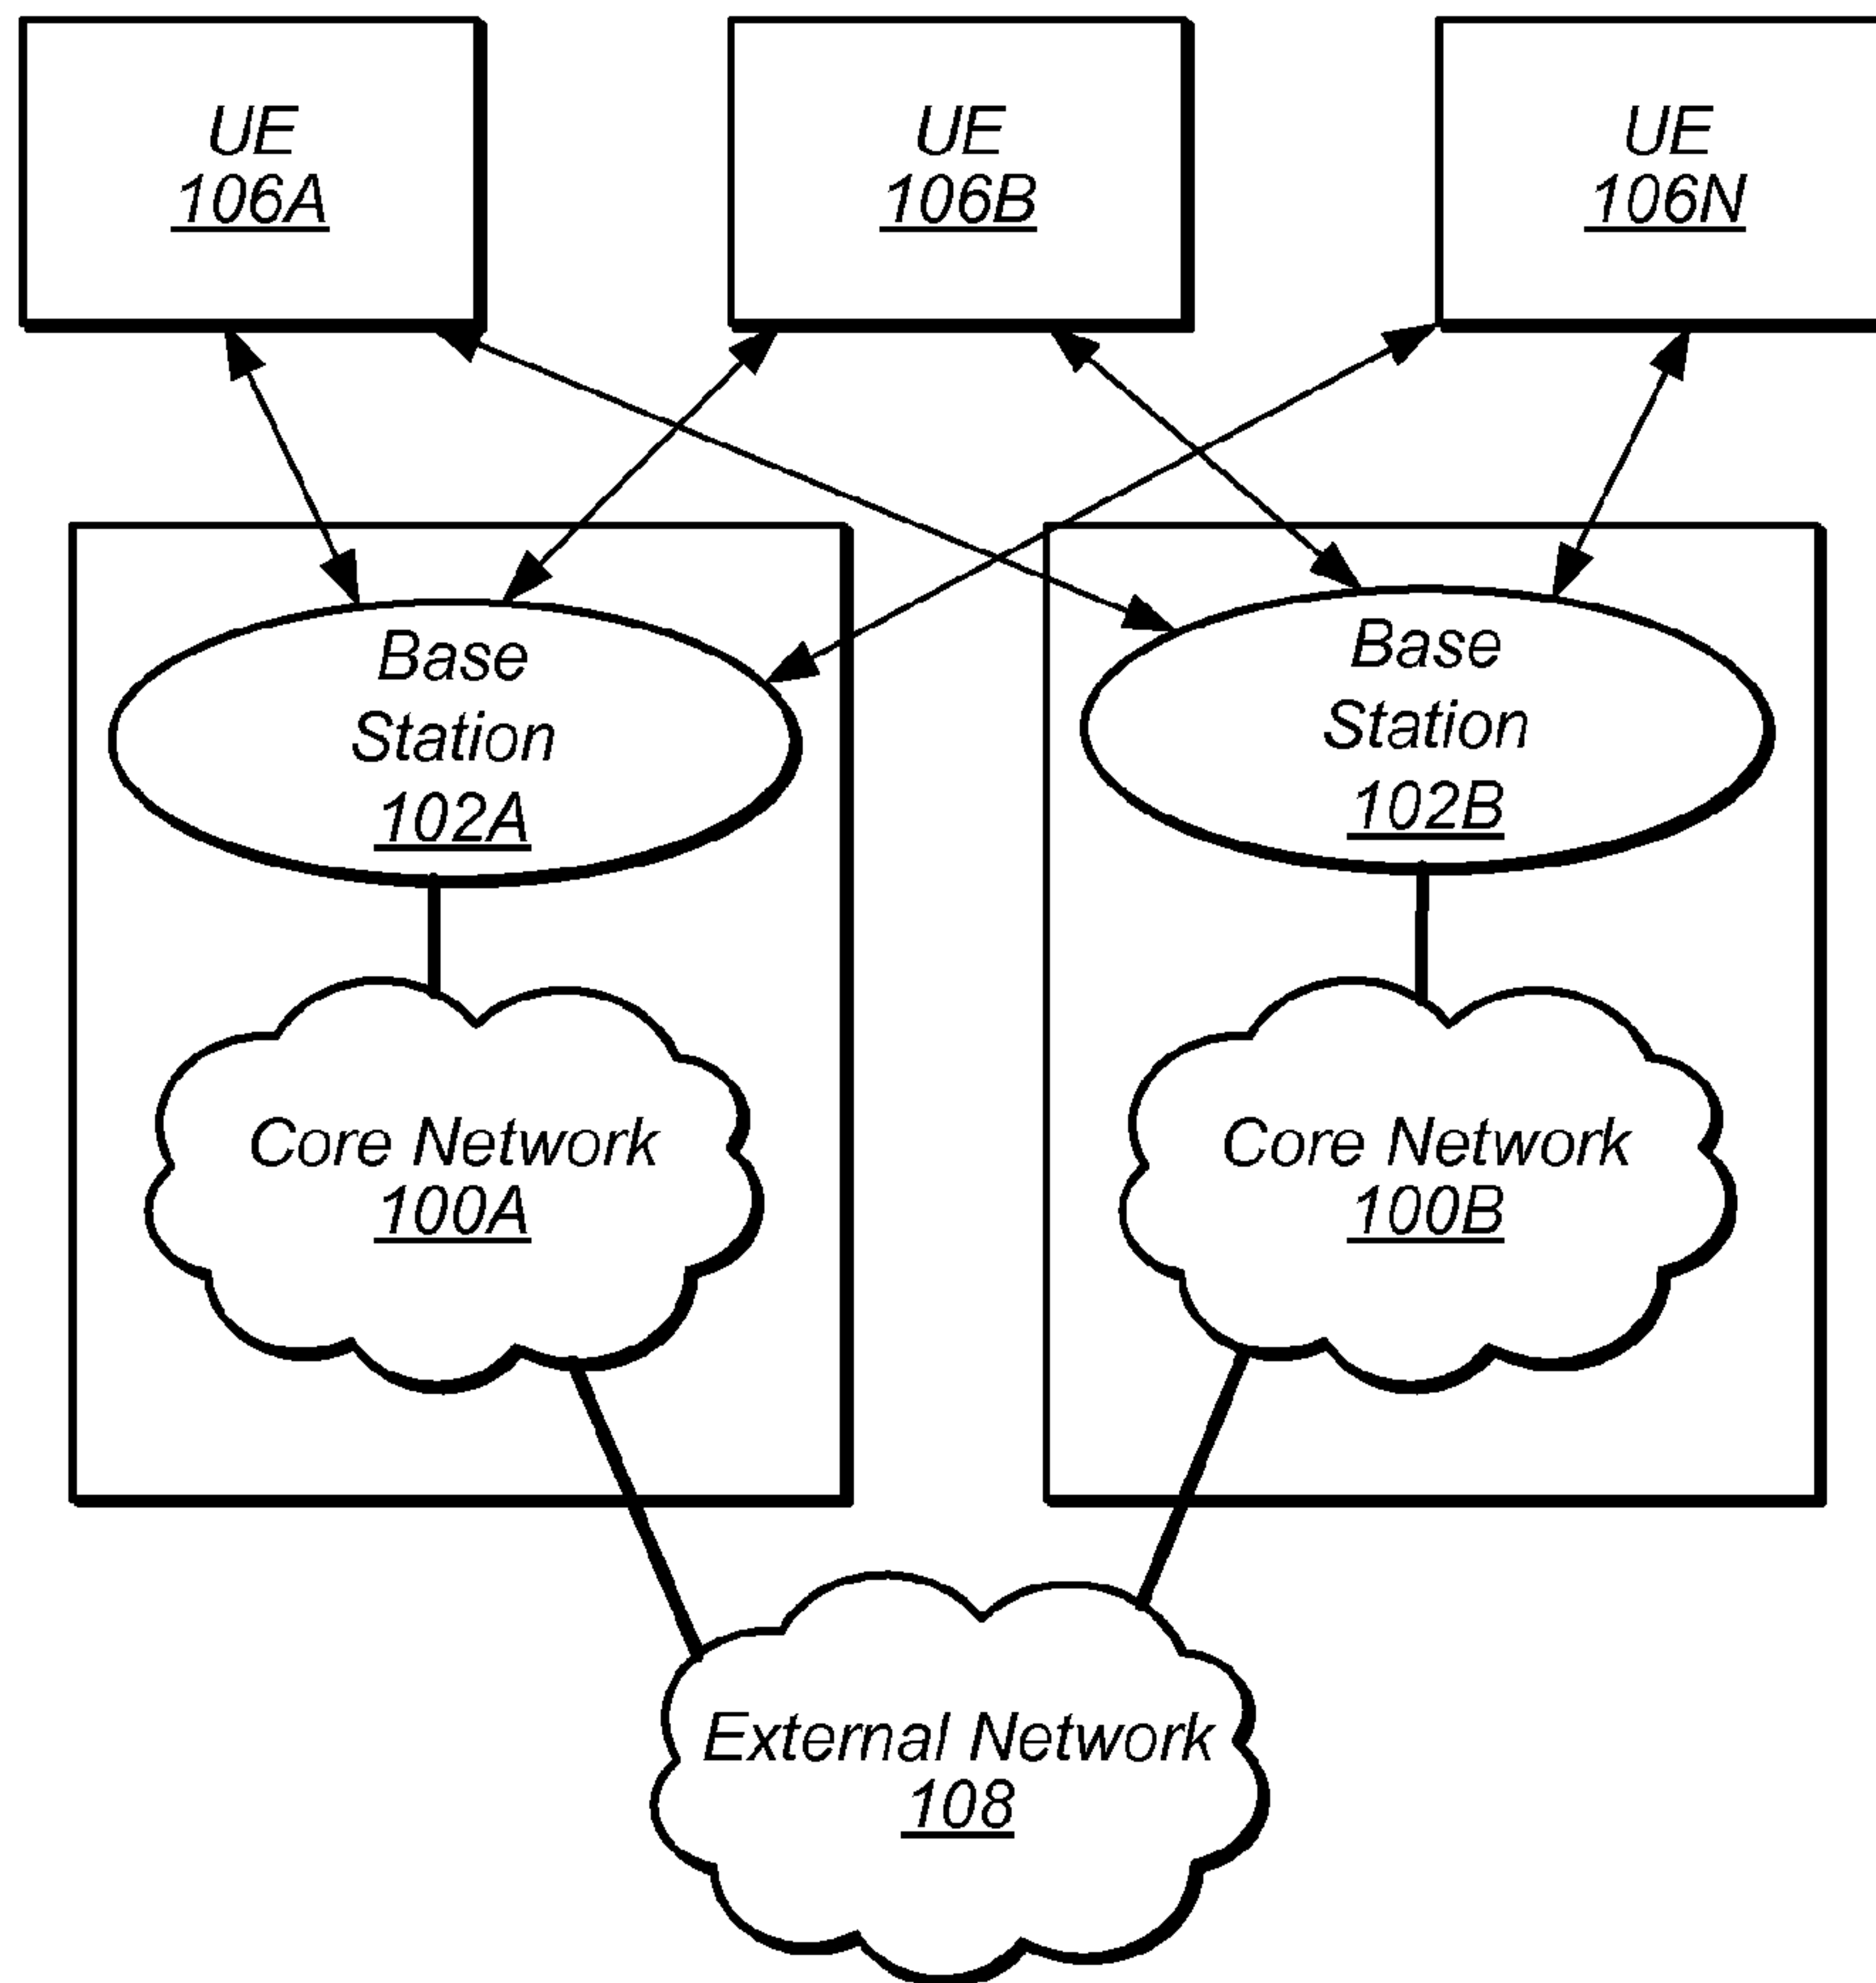 UE
106A
UE
106B
UE
106N
Base
Station
102A
Base
Station
102B
Core Network
100A
Core Network
100B
External Network
108